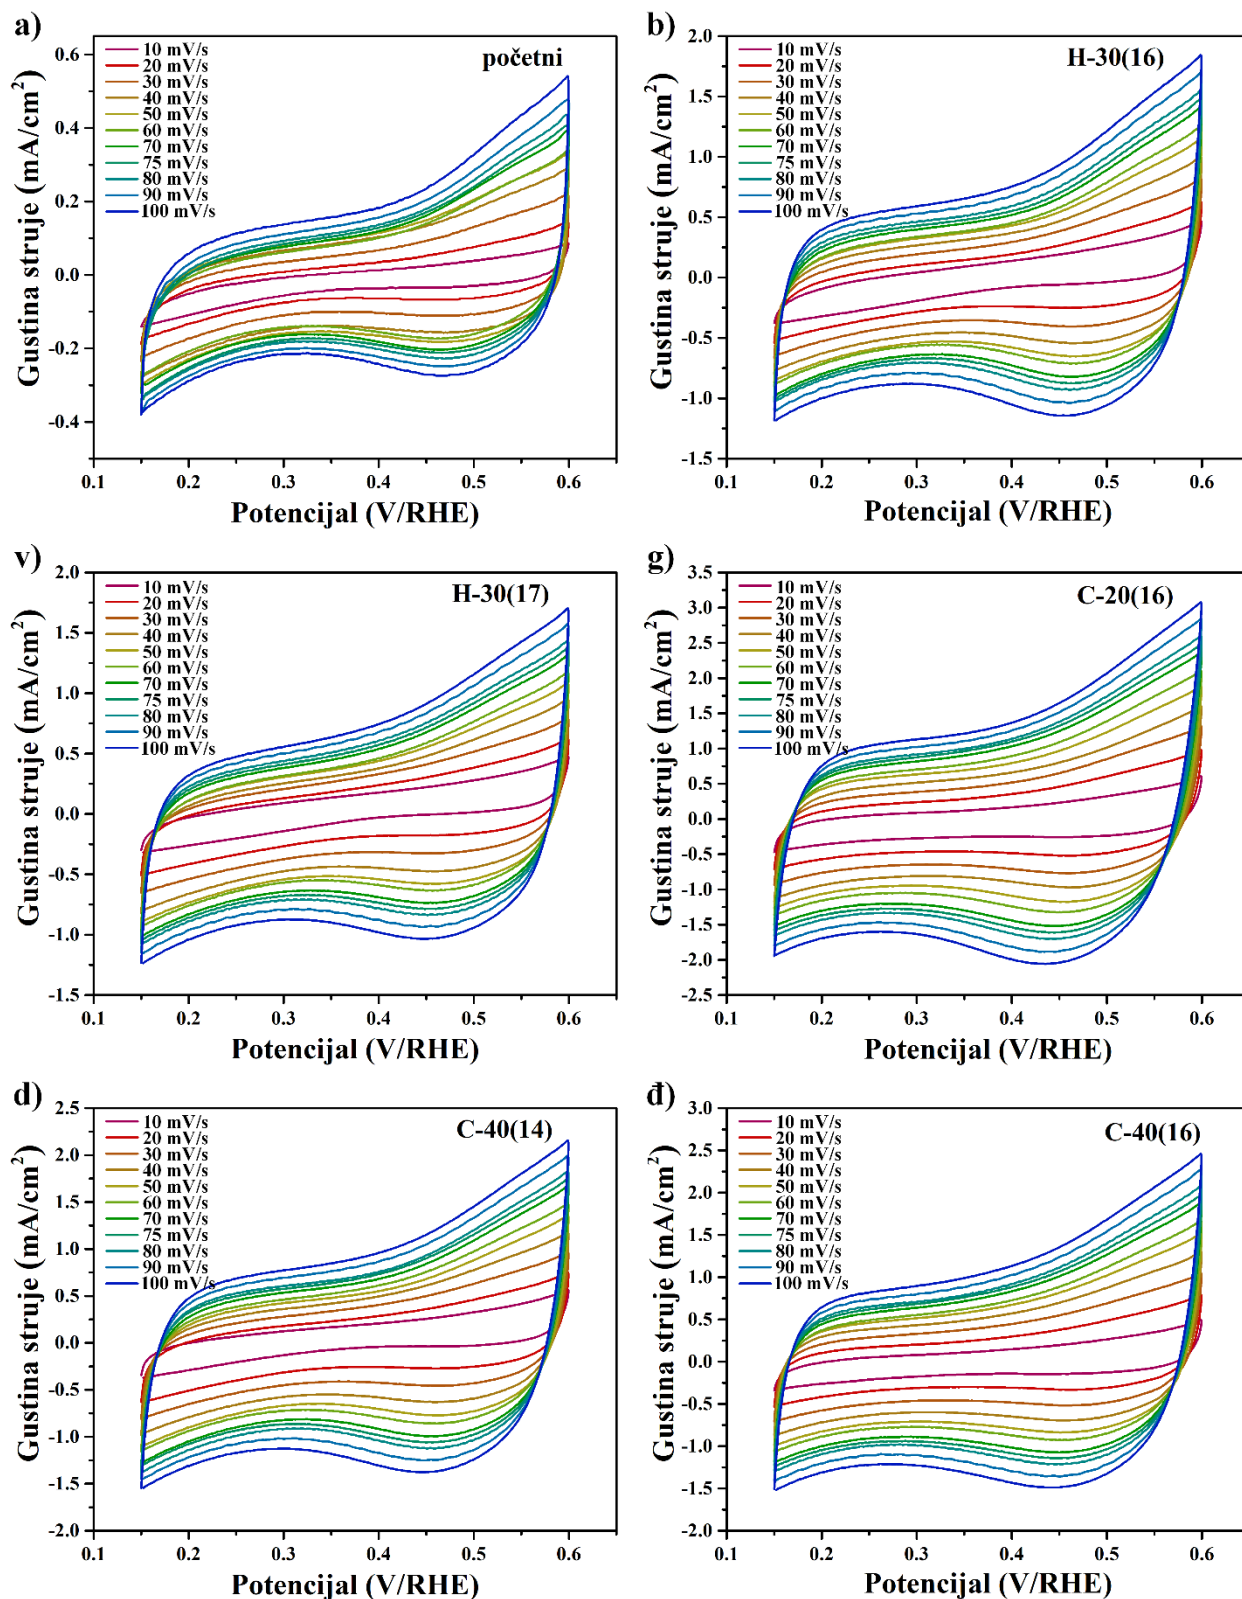 a)
početni
10 mV/s
20 mV/s
30 mV/s
40 mV/s
50 mV/s
60 mV/s
70 mV/s
75 mV/s
80 mV/s
90 mV/s
100 mV/s
0.6
0.4
0.2
0.0
-0.2
-0.4
Gustina struje (mA/cm²)
0.1 0.2 0.3 0.4 0.5 0.6
Potencijal (V/RHE)
b)
H-30(16)
10 mV/s
20 mV/s
30 mV/s
40 mV/s
50 mV/s
60 mV/s
70 mV/s
75 mV/s
80 mV/s
90 mV/s
100 mV/s
2.0
1.5
1.0
0.5
0.0
-0.5
-1.0
-1.5
Gustina struje (mA/cm²)
0.1 0.2 0.3 0.4 0.5 0.6
Potencijal (V/RHE)
v)
H-30(17)
10 mV/s
20 mV/s
30 mV/s
40 mV/s
50 mV/s
60 mV/s
70 mV/s
75 mV/s
80 mV/s
90 mV/s
100 mV/s
2.0
1.5
1.0
0.5
0.0
-0.5
-1.0
-1.5
Gustina struje (mA/cm²)
0.1 0.2 0.3 0.4 0.5 0.6
Potencijal (V/RHE)
g)
C-20(16)
10 mV/s
20 mV/s
30 mV/s
40 mV/s
50 mV/s
60 mV/s
70 mV/s
75 mV/s
80 mV/s
90 mV/s
100 mV/s
3.5
3.0
2.5
2.0
1.5
1.0
0.5
0.0
-0.5
-1.0
-1.5
-2.0
-2.5
Gustina struje (mA/cm²)
0.1 0.2 0.3 0.4 0.5 0.6
Potencijal (V/RHE)
d)
C-40(14)
10 mV/s
20 mV/s
30 mV/s
40 mV/s
50 mV/s
60 mV/s
70 mV/s
75 mV/s
80 mV/s
90 mV/s
100 mV/s
2.5
2.0
1.5
1.0
0.5
0.0
-0.5
-1.0
-1.5
-2.0
Gustina struje (mA/cm²)
0.1 0.2 0.3 0.4 0.5 0.6
Potencijal (V/RHE)
đ)
C-40(16)
10 mV/s
20 mV/s
30 mV/s
40 mV/s
50 mV/s
60 mV/s
70 mV/s
75 mV/s
80 mV/s
90 mV/s
100 mV/s
3.0
2.5
2.0
1.5
1.0
0.5
0.0
-0.5
-1.0
-1.5
-2.0
Gustina struje (mA/cm²)
0.1 0.2 0.3 0.4 0.5 0.6
Potencijal (V/RHE)